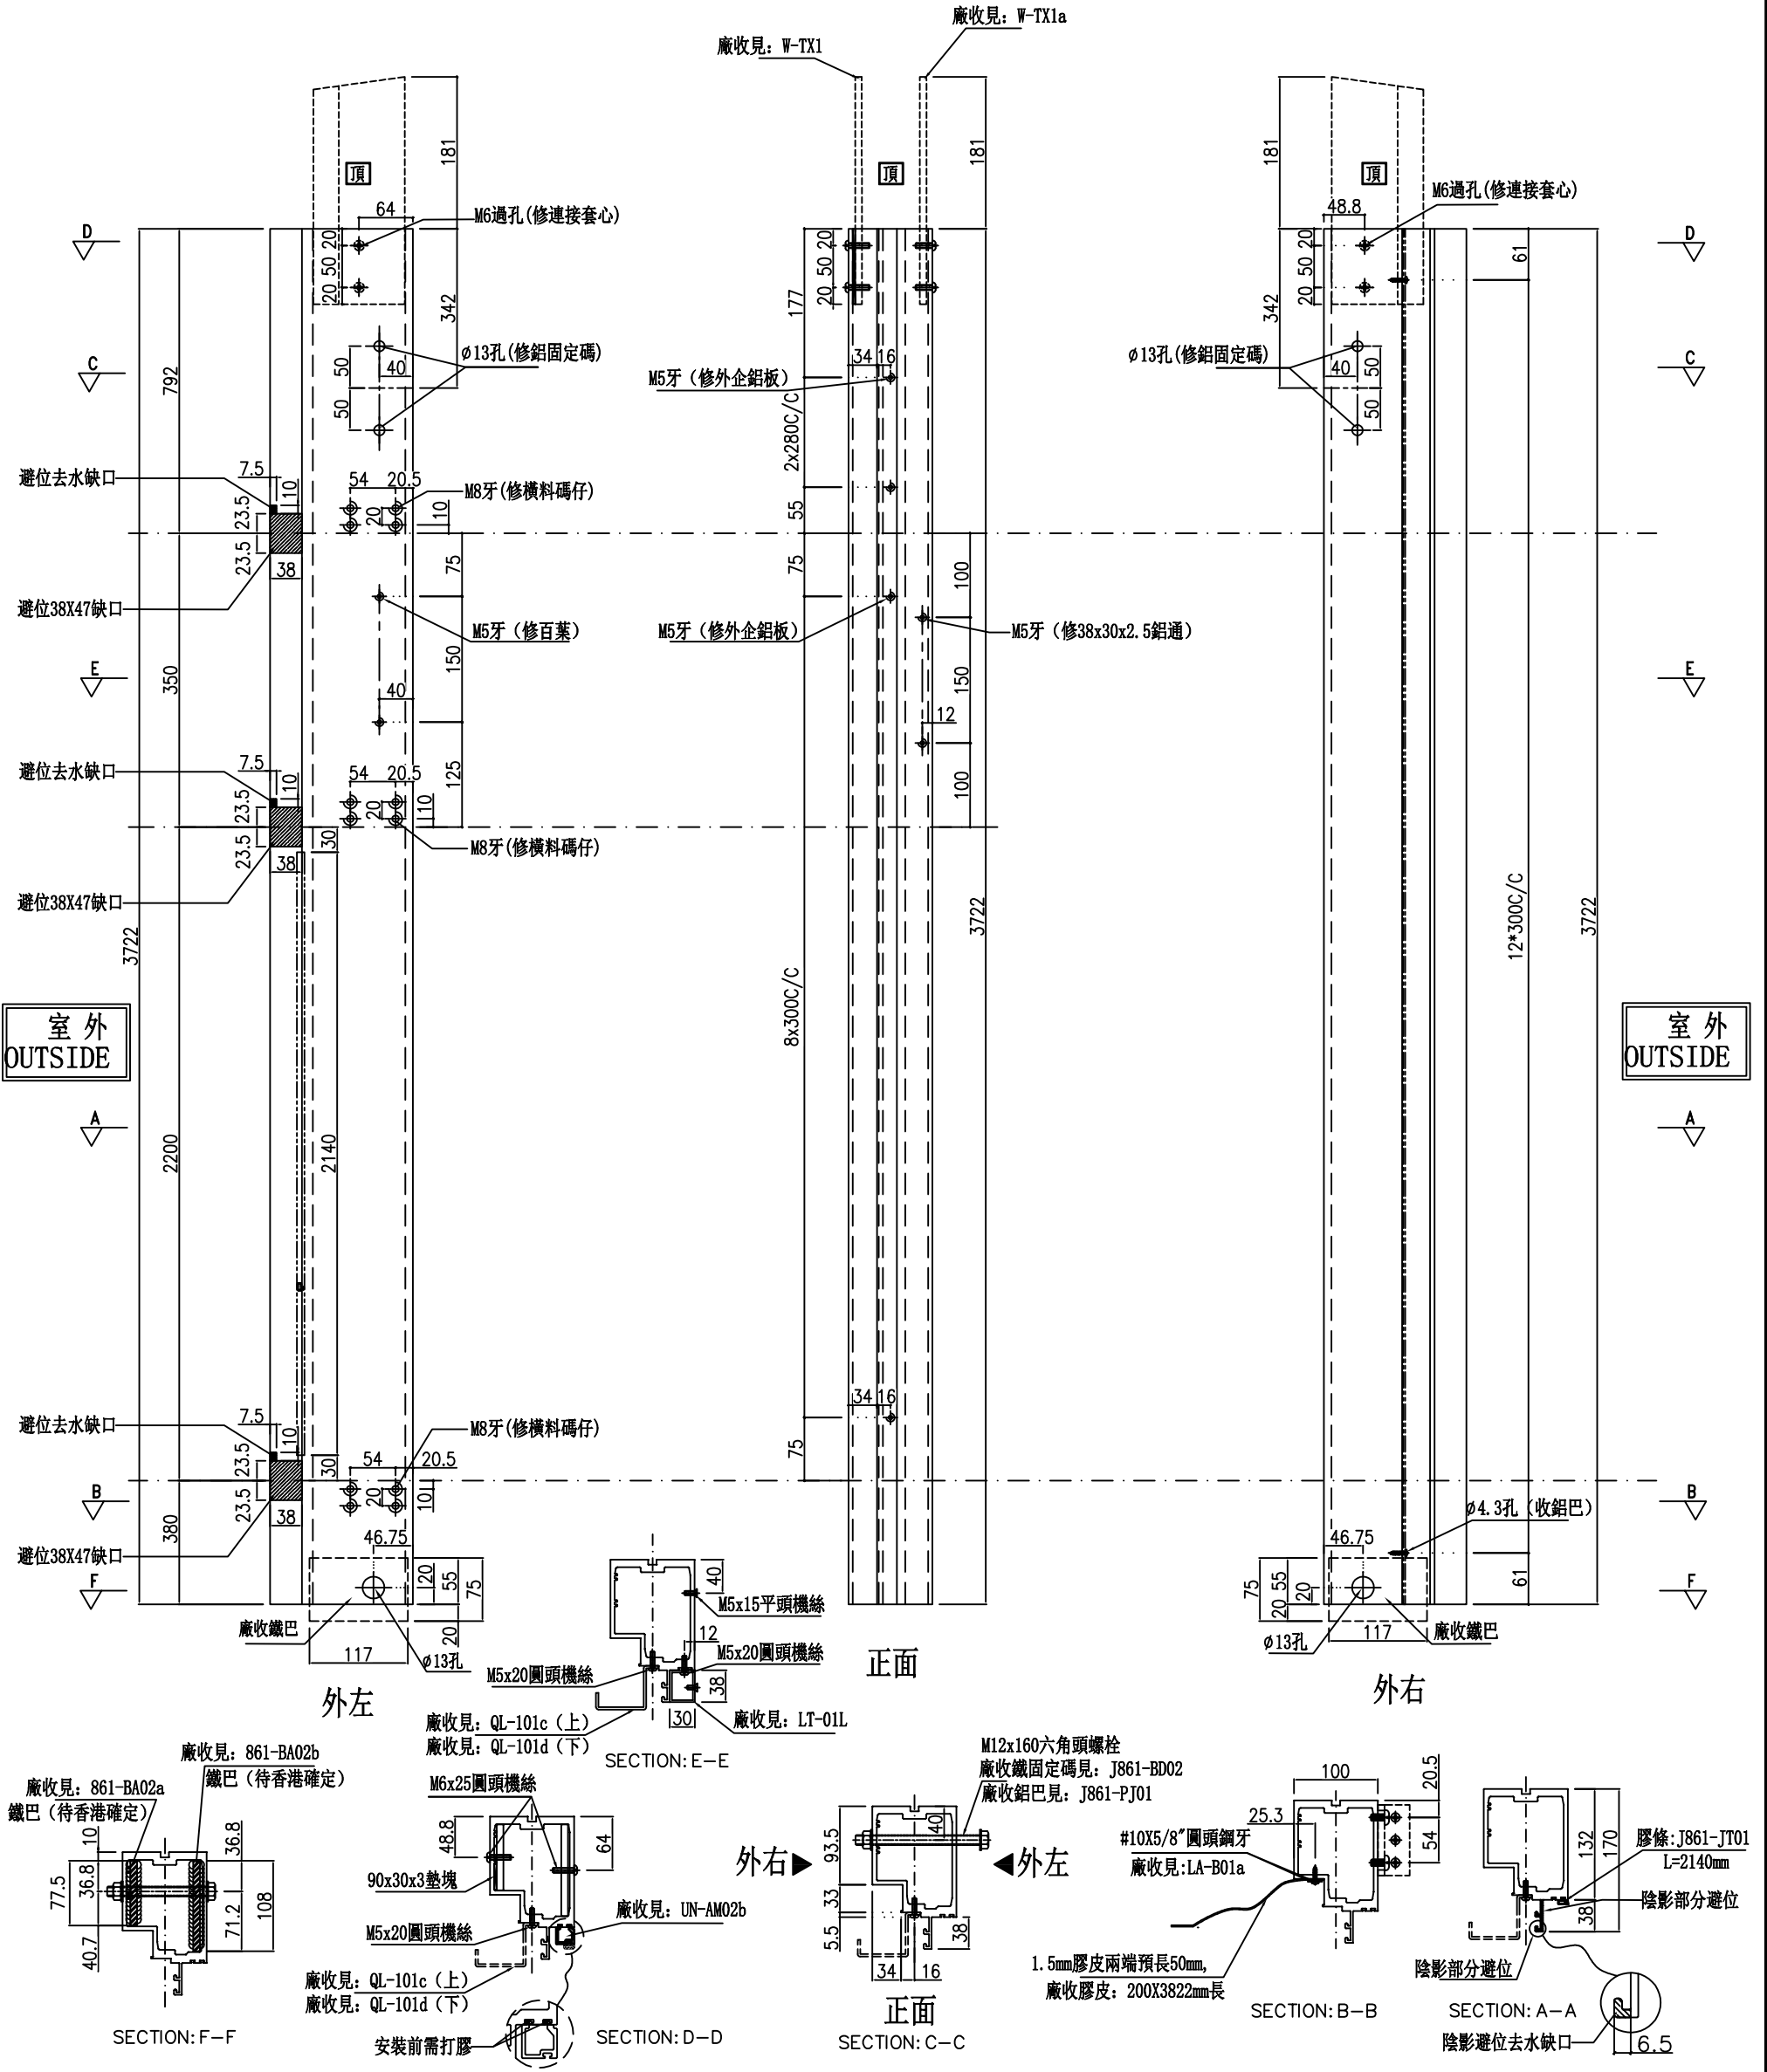 廠收見: W-TX1a
廠收見: W-TX1
181
181
181
頂
頂
頂
64
M6過孔(修連接套心)
48.8
M6過孔(修連接套心)
D
D
20
50
20
20
50
20
20
50
20
61
177
342
342
792
C
C
φ13孔(修鋁固定碼)
50
40
50
34
16
M5牙（修外企鋁板）
φ13孔(修鋁固定碼)
40
50
50
2x280C/C
避位去水缺口
7.5
10
54
20.5
M8牙(修橫料碼仔)
20
10
23.5
23.5
55
38
75
75
100
避位38X47缺口
M5牙（修百葉）
M5牙（修外企鋁板）
M5牙（修38x30x2.5鋁通）
E
E
350
150
150
40
12
避位去水缺口
7.5
10
54
20.5
125
100
20
10
23.5
23.5
30
M8牙(修橫料碼仔)
38
避位38X47缺口
3722
3722
12*300C/C
3722
8x300C/C
室 外
OUTSIDE
室 外
OUTSIDE
A
A
2200
2140
34
16
避位去水缺口
7.5
10
M8牙(修橫料碼仔)
75
23.5
23.5
30
54
20.5
20
10
38
B
B
380
φ4.3孔（收鋁巴）
46.75
46.75
避位38X47缺口
F
F
20
55
75
20
75
55
20
20
61
40
M5x15平頭機絲
廠收鐵巴
117
φ13孔
12
M5x20圓頭機絲
M5x20圓頭機絲
38
30
廠收見: LT-01L
正面
φ13孔
117
廠收鐵巴
外左
外右
廠收見: QL-101c（上）
廠收見: QL-101d（下）
SECTION: E-E
廠收見: 861-BA02b
鐵巴（待香港確定）
廠收見: 861-BA02a
鐵巴（待香港確定）
10
36.8
77.5
40.7
36.8
71.2
108
SECTION: F-F
M6x25圓頭機絲
48.8
64
90x30x3墊塊
M5x20圓頭機絲
廠收見: UN-AM02b
廠收見: QL-101c（上）
廠收見: QL-101d（下）
安裝前需打膠
SECTION: D-D
M12x160六角頭螺栓
廠收鐵固定碼見: J861-BD02
廠收鋁巴見: J861-PJ01
93.5
40
外右
外左
33
5.5
38
34
16
正面
SECTION: C-C
100
20.5
25.3
54
#10X5/8″圓頭鋼牙
廠收見:LA-B01a
1.5mm膠皮兩端預長50mm,
廠收膠皮: 200X3822mm長
SECTION: B-B
132
170
38
膠條: J861-JT01
L=2140mm
陰影部分避位
陰影部分避位
SECTION: A-A
陰影避位去水缺口
6.5